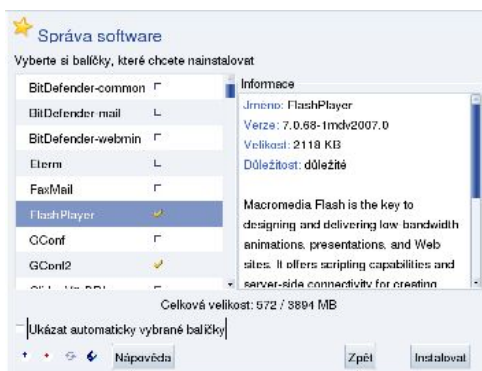 Správa software
Vyberte si balíčky, které chcete nainstalovat
BitDefender-common
BitDefender-mail
BitDefender-webmin
Eterm
FaxMail
FlashPlayer
GConf
GConf2
Informace
Jméno: FlashPlayer
Verze: 7.0.68-1mdv2007.0
Velikost: 2118 KB
Důležitost: důležité
Macromedia Flash is the key to
designing and delivering low bandwidth
animations, presentations, and Web
sites. It offers scripting capabilities and
server-side connectivity for creating
Celková velikost: 572 / 3894 MB
Ukázat automaticky vybrané balíčky
Nápověda
Zpět
Instalovat